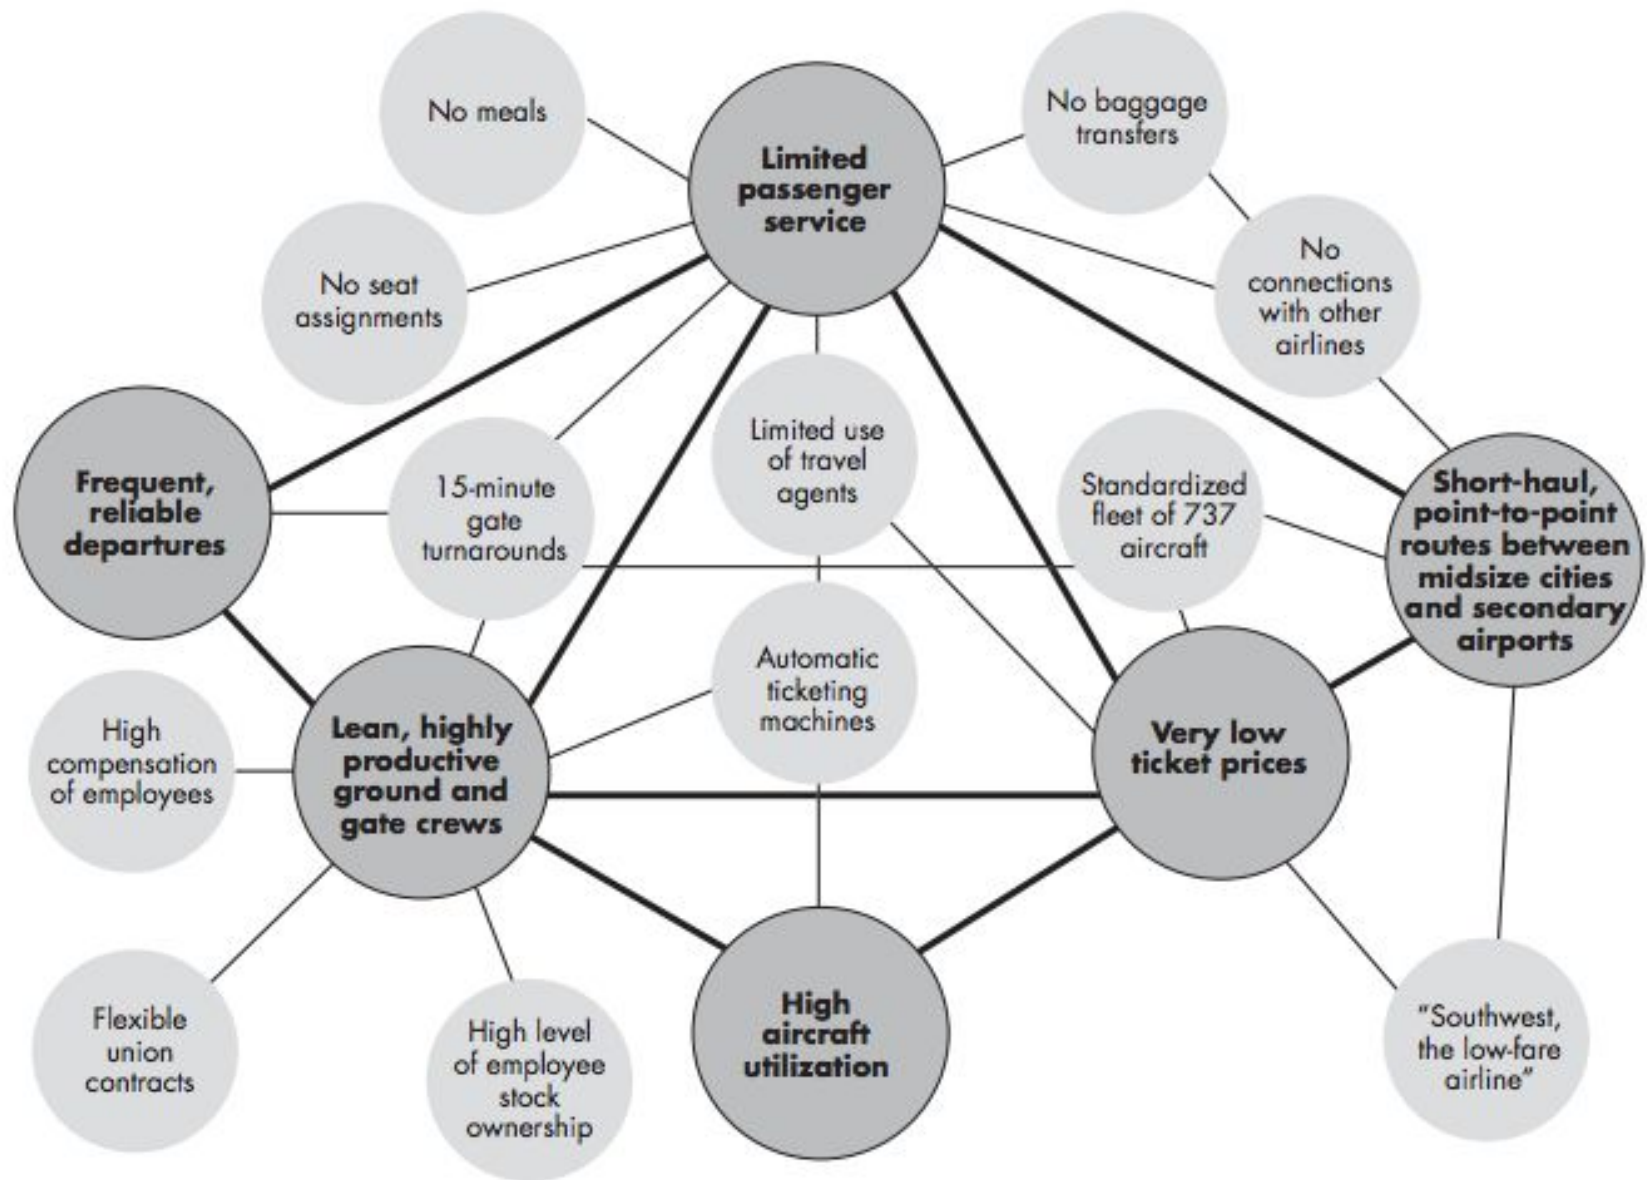 No meals
Limited
passenger
service
No baggage
transfers
No seat
assignments
No
connections
with other
airlines
Frequent,
reliable
departures
15-minute
gate
turnarounds
Limited use
of travel
agents
Standardized
fleet of 737
aircraft
Short-haul,
point-to-point
routes between
midsize cities
and secondary
airports
High
compensation
of employees
Lean, highly
productive
ground and
gate crews
Automatic
ticketing
machines
Very low
ticket prices
Flexible
union
contracts
High level
of employee
stock
ownership
High
aircraft
utilization
"Southwest,
the low-fare
airline"